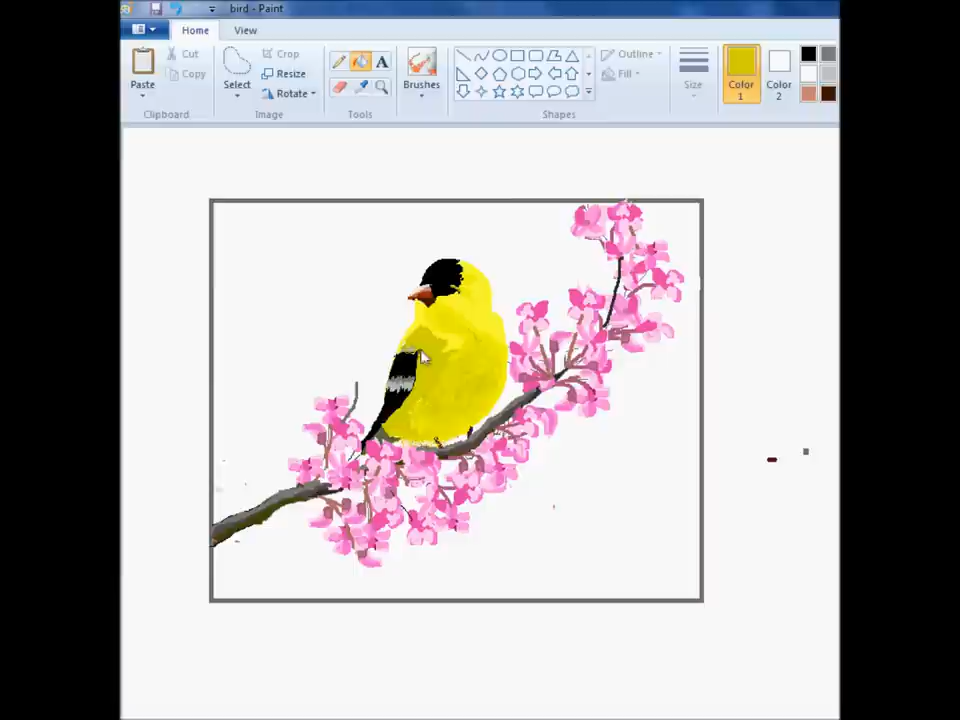 bird - Paint
Home View
Paste
Cut
Copy
Clipboard
Select
Crop
Resize
Rotate
Image
A
Tools
Brushes
Outline
Fill
Shapes
Size
Color 1
Color 2